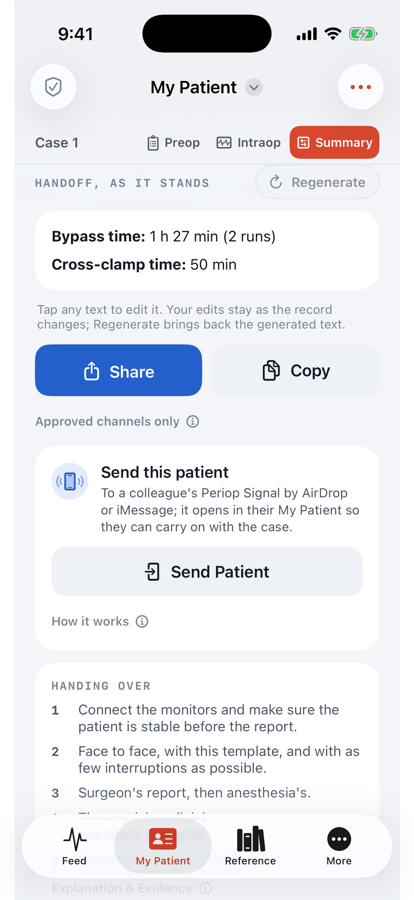 9:41
My Patient
Case 1
Preop
Intraop
Summary
HANDOFF, AS IT STANDS
Regenerate
Bypass time: 1 h 27 min (2 runs)
Cross-clamp time: 50 min
Tap any text to edit it. Your edits stay as the record
changes; Regenerate brings back the generated text.
Share
Copy
Approved channels only
Send this patient
To a colleague's Periop Signal by AirDrop
or iMessage; it opens in their My Patient so
they can carry on with the case.
Send Patient
How it works
HANDING OVER
1 Connect the monitors and make sure the
patient is stable before the report.
2 Face to face, with this template, and with as
few interruptions as possible.
3 Surgeon's report, then anesthesia's.
Feed
My Patient
Reference
More
Explanation & Evidence